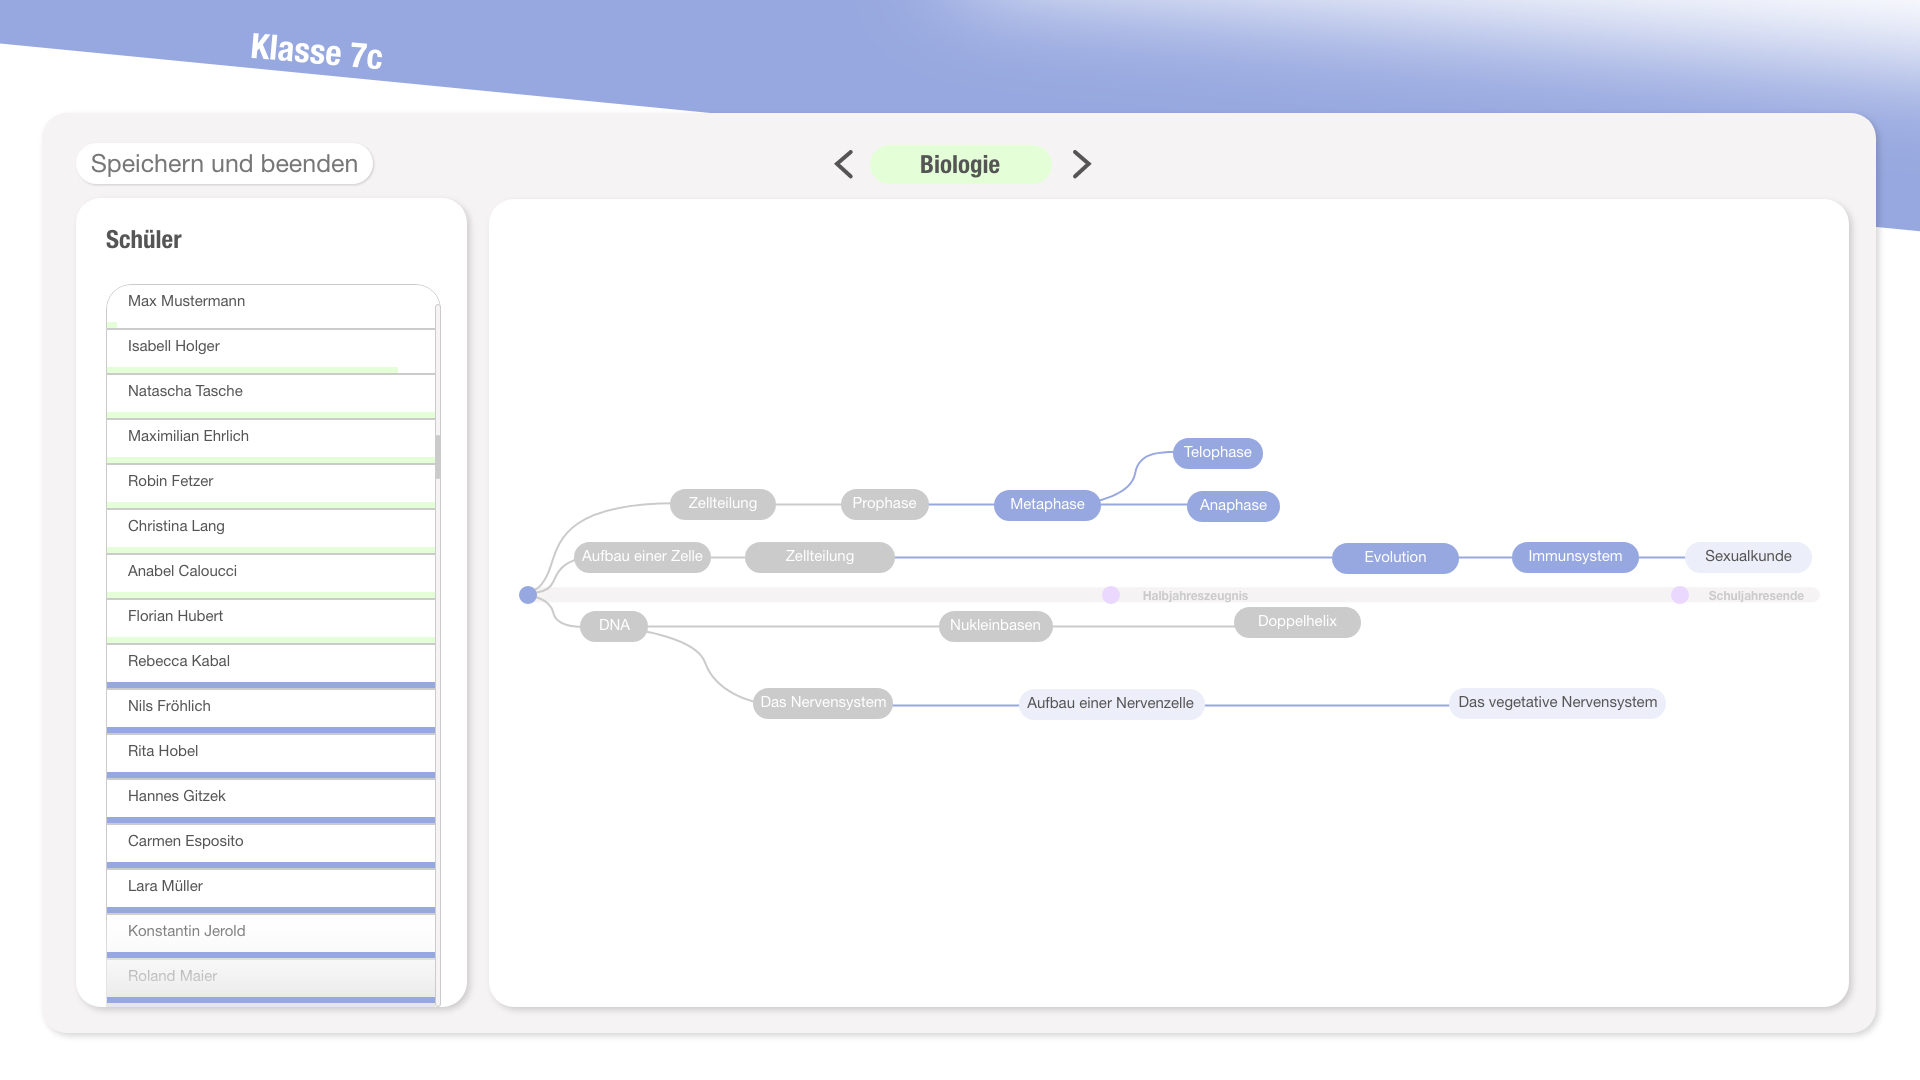 Klasse 7c
Speichern und beenden
Biologie
Schüler
Max Mustermann
Isabell Holger
Natascha Tasche
Maximilian Ehrlich
Robin Fetzer
Christina Lang
Anabel Caloucci
Florian Hubert
Rebecca Kabal
Nils Fröhlich
Rita Hobel
Hannes Gitzek
Carmen Esposito
Lara Müller
Konstantin Jerold
Roland Maier
Telophase
Zellteilung
Prophase
Metaphase
Anaphase
Aufbau einer Zelle
Zellteilung
Evolution
Immunsystem
Sexualkunde
Halbjahreszeugnis
Schuljahresende
DNA
Nukleinbasen
Doppelhelix
Das Nervensystem
Aufbau einer Nervenzelle
Das vegetative Nervensystem